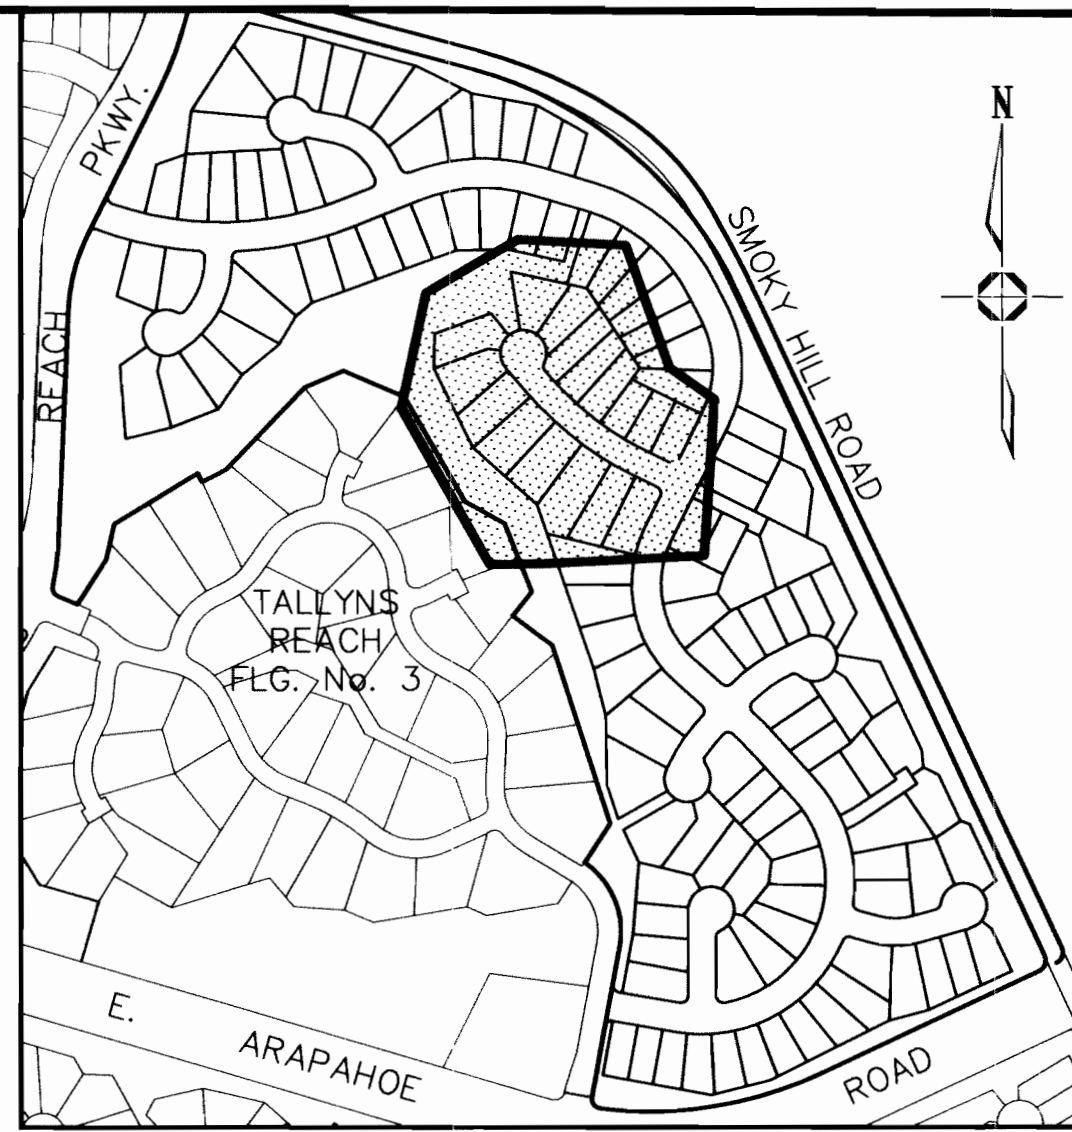 N
PKWY.
REACH
SMOKY HILL ROAD
TALLYNS
REACH
FLG. No. 3
E. ARAPAHOE ROAD